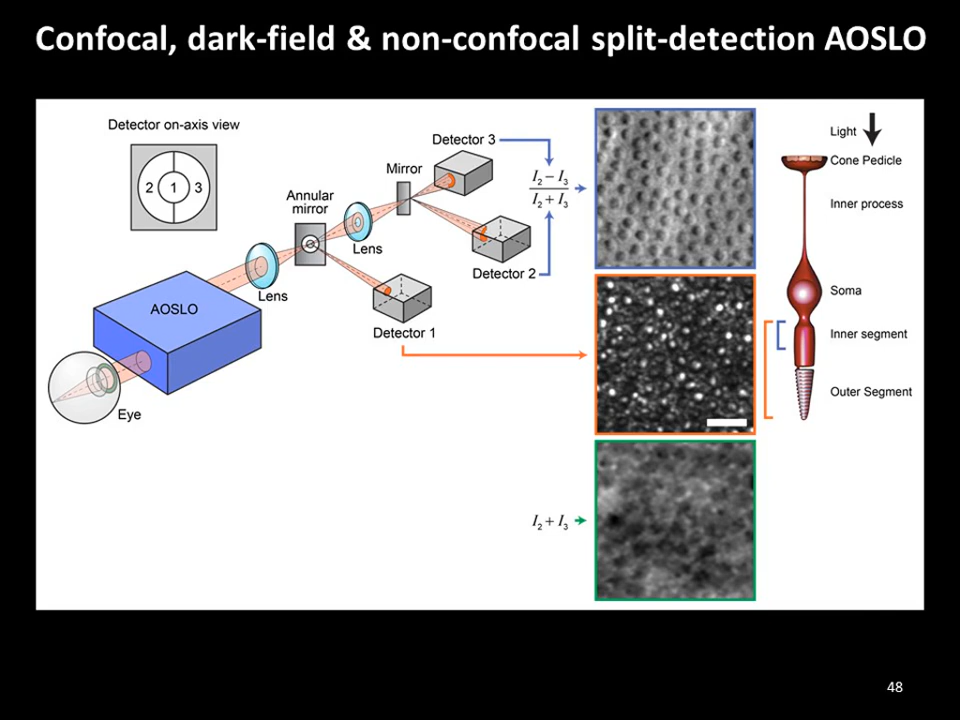 Confocal, dark-field & non-confocal split-detection AOSLO
Detector on-axis view
2 1 3
Annular
mirror
Mirror
Detector 3
Lens
Detector 2
Lens
AOSLO
Detector 1
Eye
I2 − I3
I2 + I3
I2 + I3
Light
Cone Pedicle
Inner process
Soma
Inner segment
Outer Segment
48